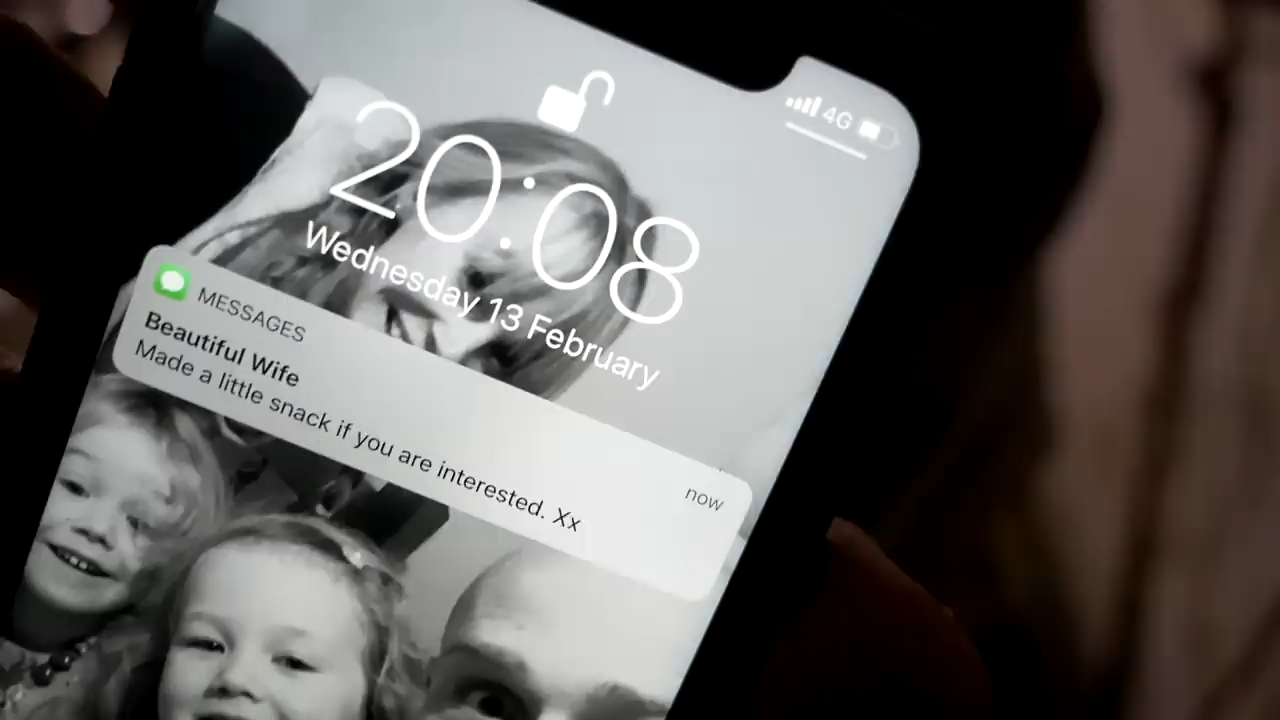 4G
20:08
Wednesday 13 February
MESSAGES
now
Beautiful Wife
Made a little snack if you are interested. Xx